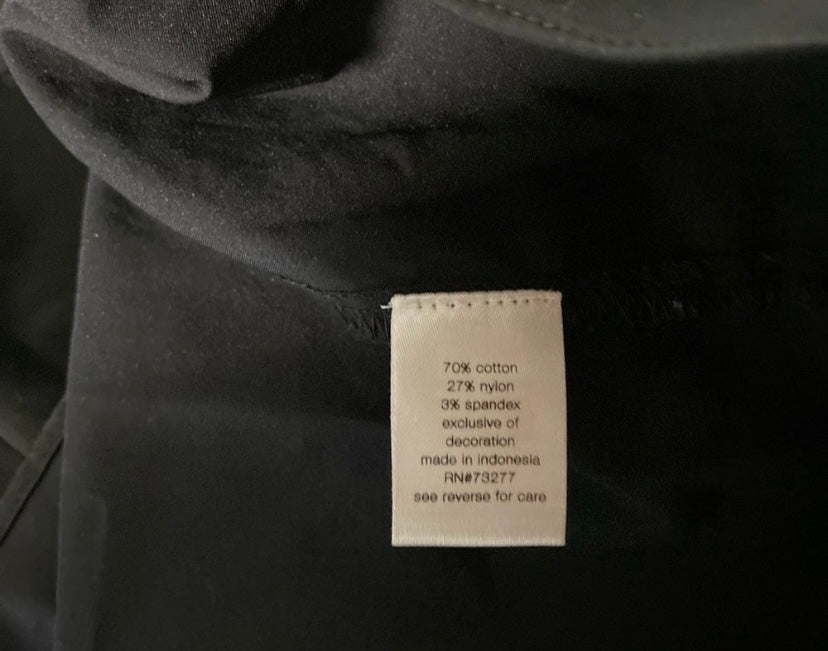 70% cotton
27% nylon
3% spandex
exclusive of
decoration
made in indonesia
RN#73277
see reverse for care